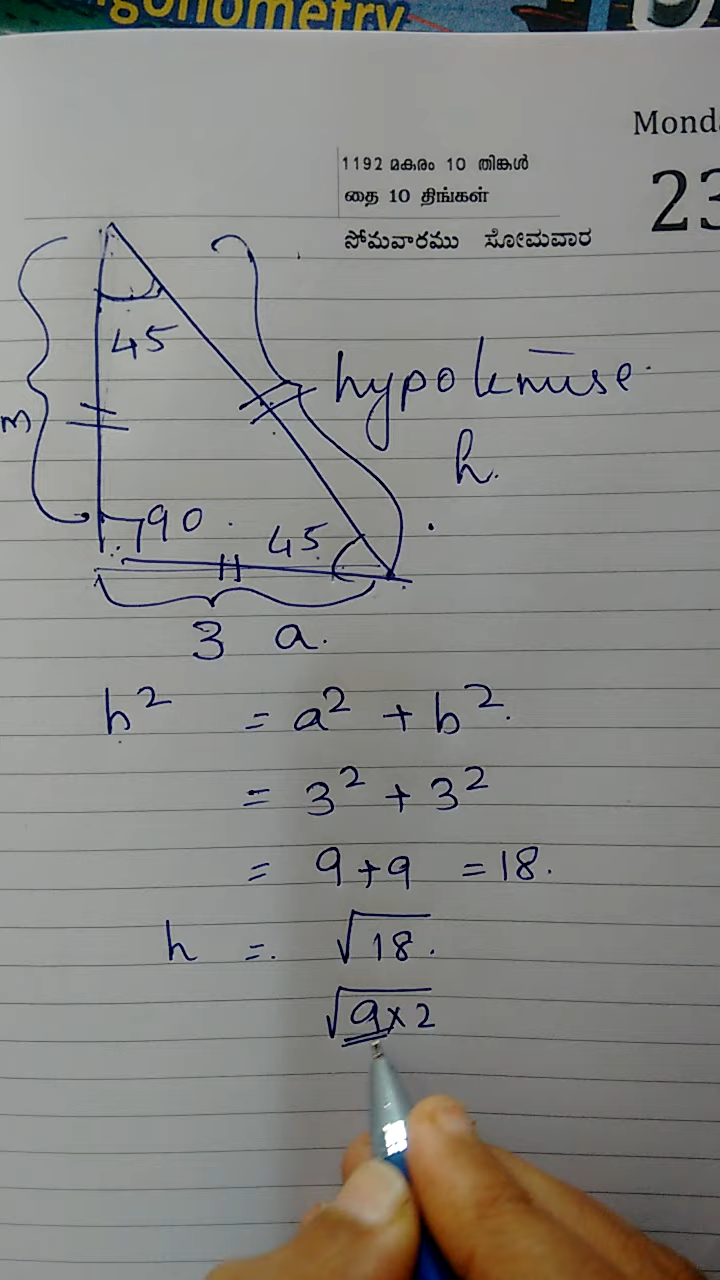 gonometry
Monda
1192 മകരം 10 തിങ്കൾ
தை 10 திங்கள்
సోమవారము ಸೋಮವಾರ
23
45
hypotenuse.
m
h.
90
45
3 a.
h² = a² + b².
= 3² + 3²
= 9+9 = 18.
h = √18.
√9×2